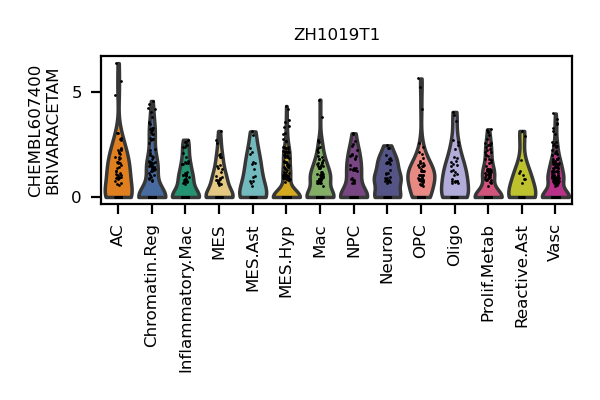 ZH1019T1
CHEMBL607400
BRIVARACETAM
5
0
AC
Chromatin.Reg
Inflammatory.Mac
MES
MES.Ast
MES.Hyp
Mac
NPC
Neuron
OPC
Oligo
Prolif.Metab
Reactive.Ast
Vasc